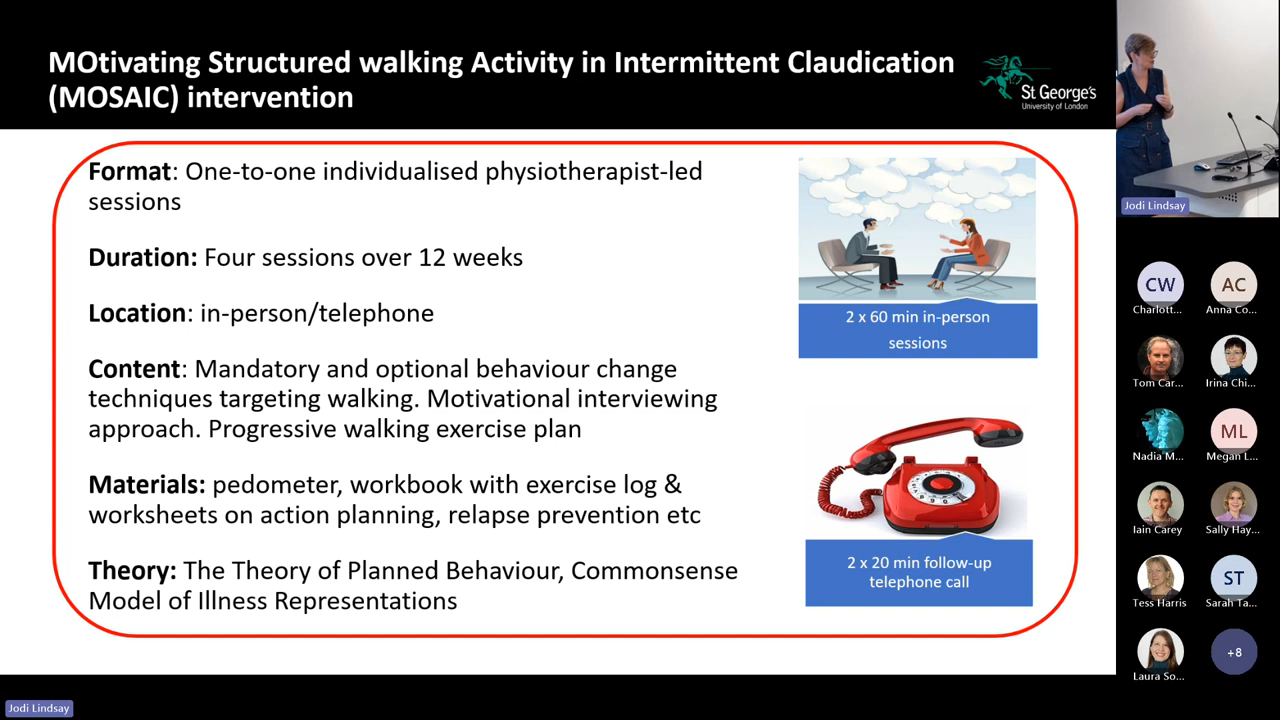 MOtivating Structured walking Activity in Intermittent Claudication
(MOSAIC) intervention
St George's
University of London
Format: One-to-one individualised physiotherapist-led
sessions
Duration: Four sessions over 12 weeks
Location: in-person/telephone
Content: Mandatory and optional behaviour change
techniques targeting walking. Motivational interviewing
approach. Progressive walking exercise plan
Materials: pedometer, workbook with exercise log &
worksheets on action planning, relapse prevention etc
Theory: The Theory of Planned Behaviour, Commonsense
Model of Illness Representations
2 x 60 min in-person
sessions
2 x 20 min follow-up
telephone call
Jodi Lindsay
CW
Charlott...
AC
Anna Co...
Tom Car...
Irina Chi...
Nadia M...
ML
Megan L...
Iain Carey
Sally Hay...
Tess Harris
ST
Sarah Ta...
Laura So...
+8
Jodi Lindsay